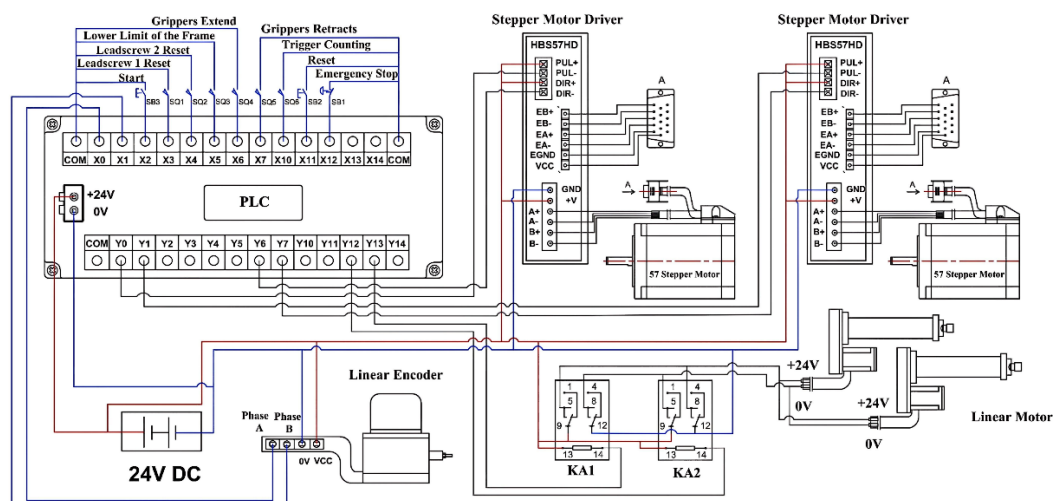 Grippers Extend
Lower Limit of the Frame
Leadscrew 2 Reset
Leadscrew 1 Reset
Start
Grippers Retracts
Trigger Counting
Reset
Emergency Stop
SB3 SQ1 SQ2 SQ3 SQ4 SQ5 SQ6 SB2 SB1
COM X0 X1 X2 X3 X4 X5 X6 X7 X10 X11 X12 X13 X14 COM
+24V
0V
PLC
COM Y0 Y1 Y2 Y3 Y4 Y5 Y6 Y7 Y10 Y11 Y12 Y13 Y14
Stepper Motor Driver
HBS57HD
PUL+
PUL-
DIR+
DIR-
A
EB+
EB-
EA+
EA-
EGND
VCC
A
GND
+V
A+
A-
B+
B-
57 Stepper Motor
Stepper Motor Driver
HBS57HD
PUL+
PUL-
DIR+
DIR-
A
EB+
EB-
EA+
EA-
EGND
VCC
A
GND
+V
A+
A-
B+
B-
57 Stepper Motor
24V DC
Linear Encoder
Phase A
Phase B
0V VCC
1 4
5 8
9 12
13 14
KA1
1 4
5 8
9 12
13 14
KA2
+24V
0V
+24V
0V
Linear Motor